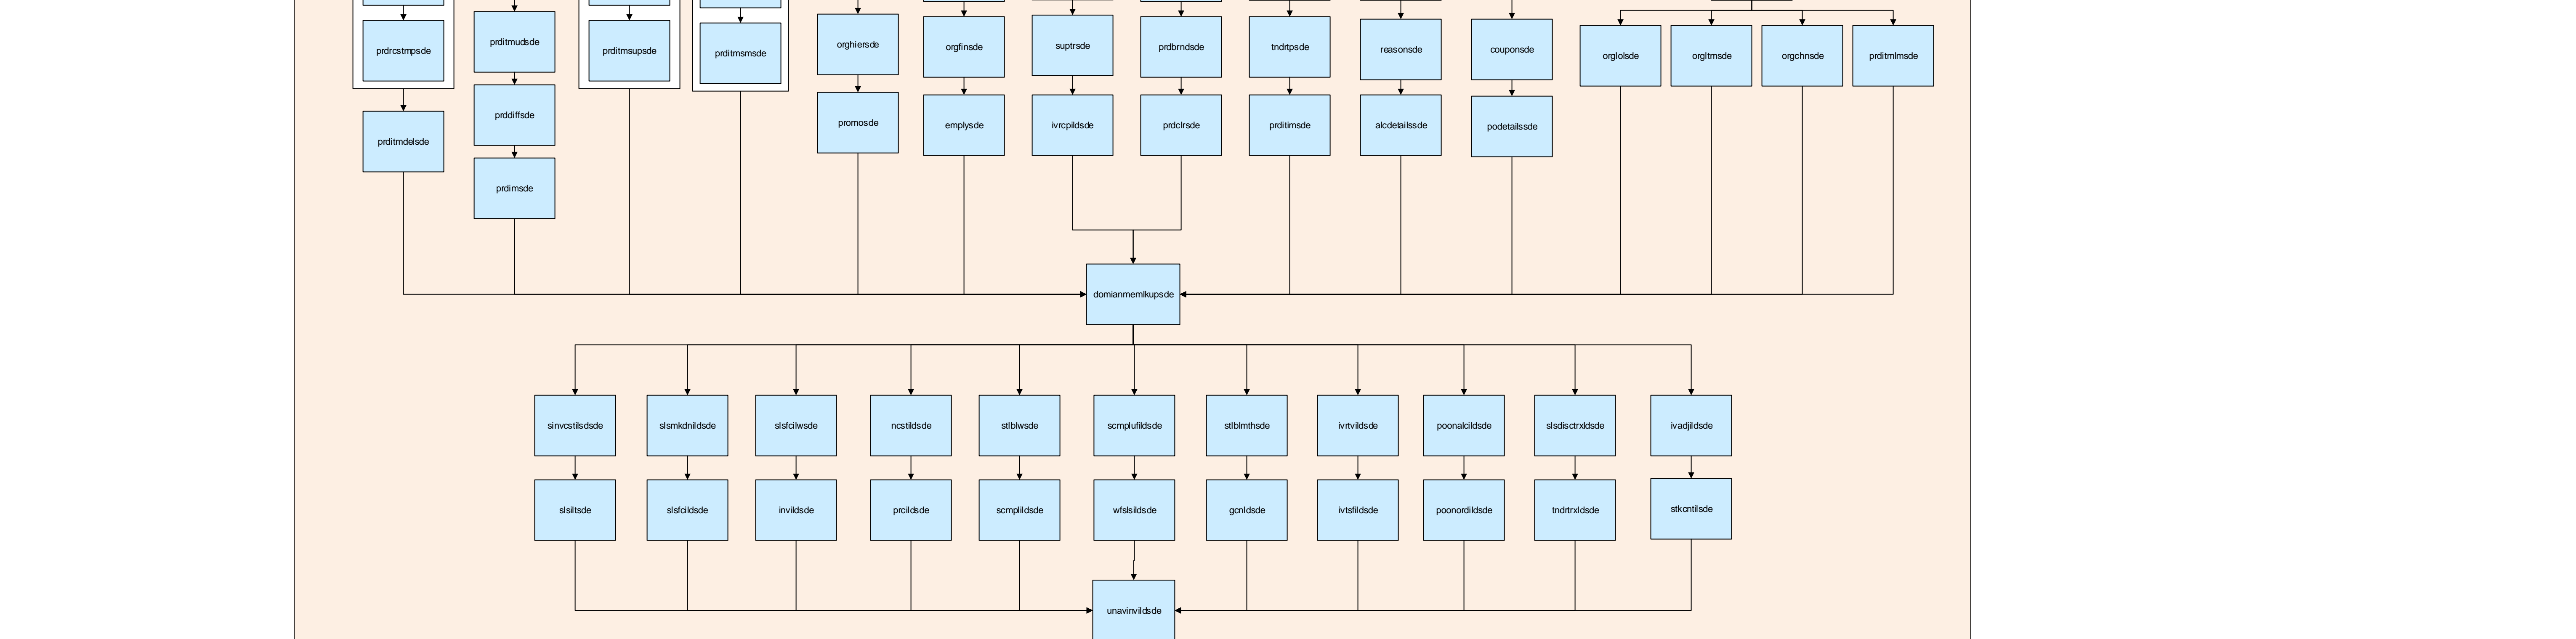 prdrcstmpsde
prditmudsde
prditmsupsde
prditmsmsde
orghiersde
orgfinsde
suptrsde
prdbrndsde
tndrtpsde
reasonsde
couponsde
orglolsde
orgltmsde
orgchnsde
prditmlmsde
prditmdelsde
prddiffsde
promosde
emplysde
ivrcpildsde
prdclrsde
prditimsde
alcdetailssde
podetailssde
prdimsde
domianmemlkupsde
sinvcstilsdsde
slsmkdnildsde
slsfcilwsde
ncstildsde
stlblwsde
scmplufildsde
stlblmthsde
ivrtvildsde
poonalcildsde
slsdisctrxldsde
ivadjildsde
slsiltsde
slsfcildsde
invildsde
prcildsde
scmplildsde
wfslsildsde
gcnldsde
ivtsfildsde
poonordildsde
tndrtrxldsde
stkcntilsde
unavinvildsde